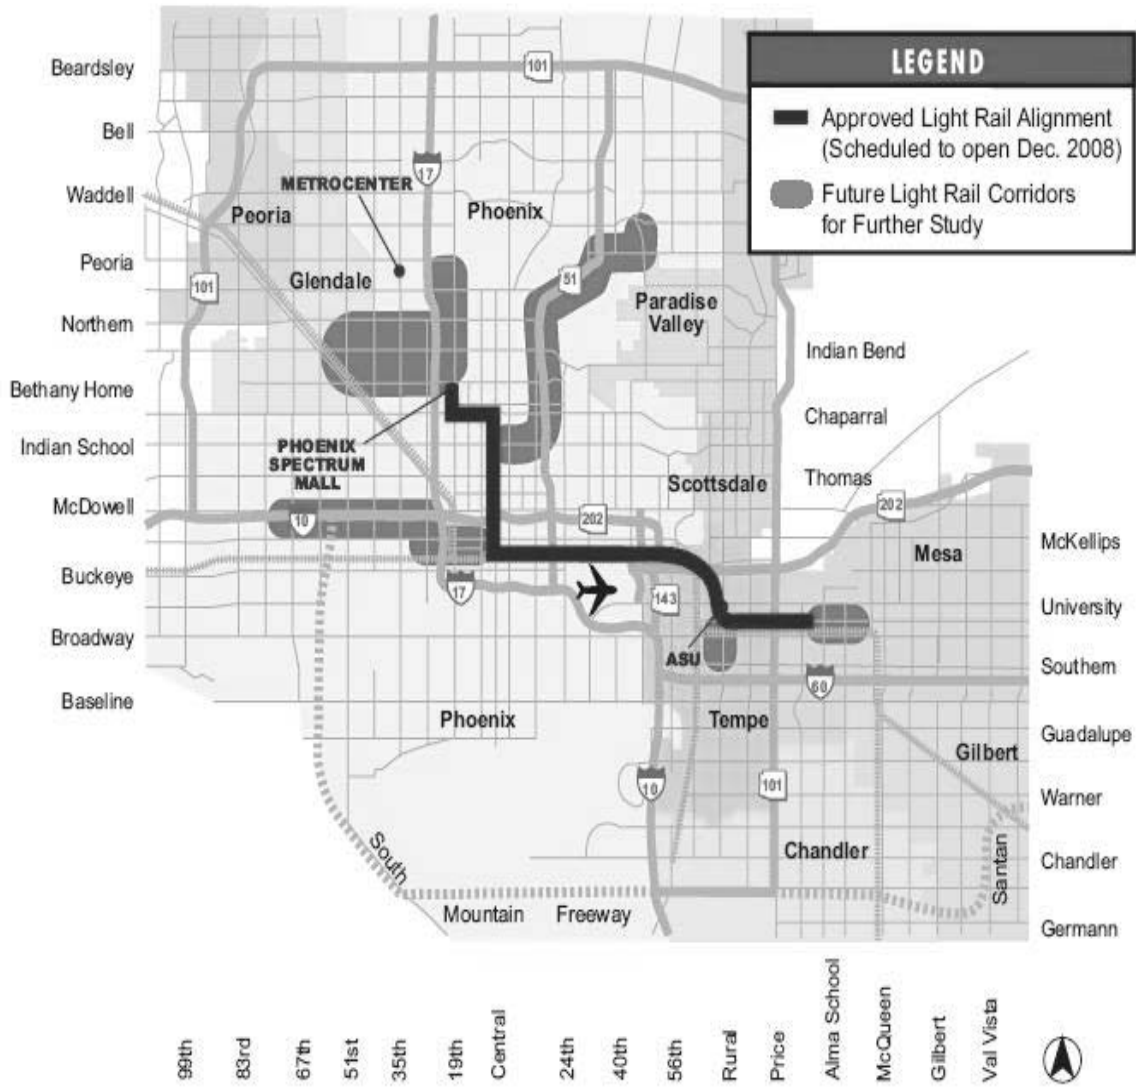 LEGEND
Approved Light Rail Alignment
(Scheduled to open Dec. 2008)
Future Light Rail Corridors
for Further Study
Beardsley
Bell
Waddell
Peoria
Northern
Bethany Home
Indian School
McDowell
Buckeye
Broadway
Baseline
101
17
METROCENTER
Peoria
Phoenix
101
Glendale
51
Paradise
Valley
Indian Bend
Chaparral
Thomas
PHOENIX
SPECTRUM
MALL
Scottsdale
10
202
202
Mesa
17
143
ASU
60
Phoenix
Tempe
Gilbert
10
101
Chandler
South
Mountain Freeway
Santan
McKellips
University
Southern
Guadalupe
Warner
Chandler
Germann
99th
83rd
67th
51st
35th
19th
Central
24th
40th
56th
Rural
Price
Alma School
McQueen
Gilbert
Val Vista